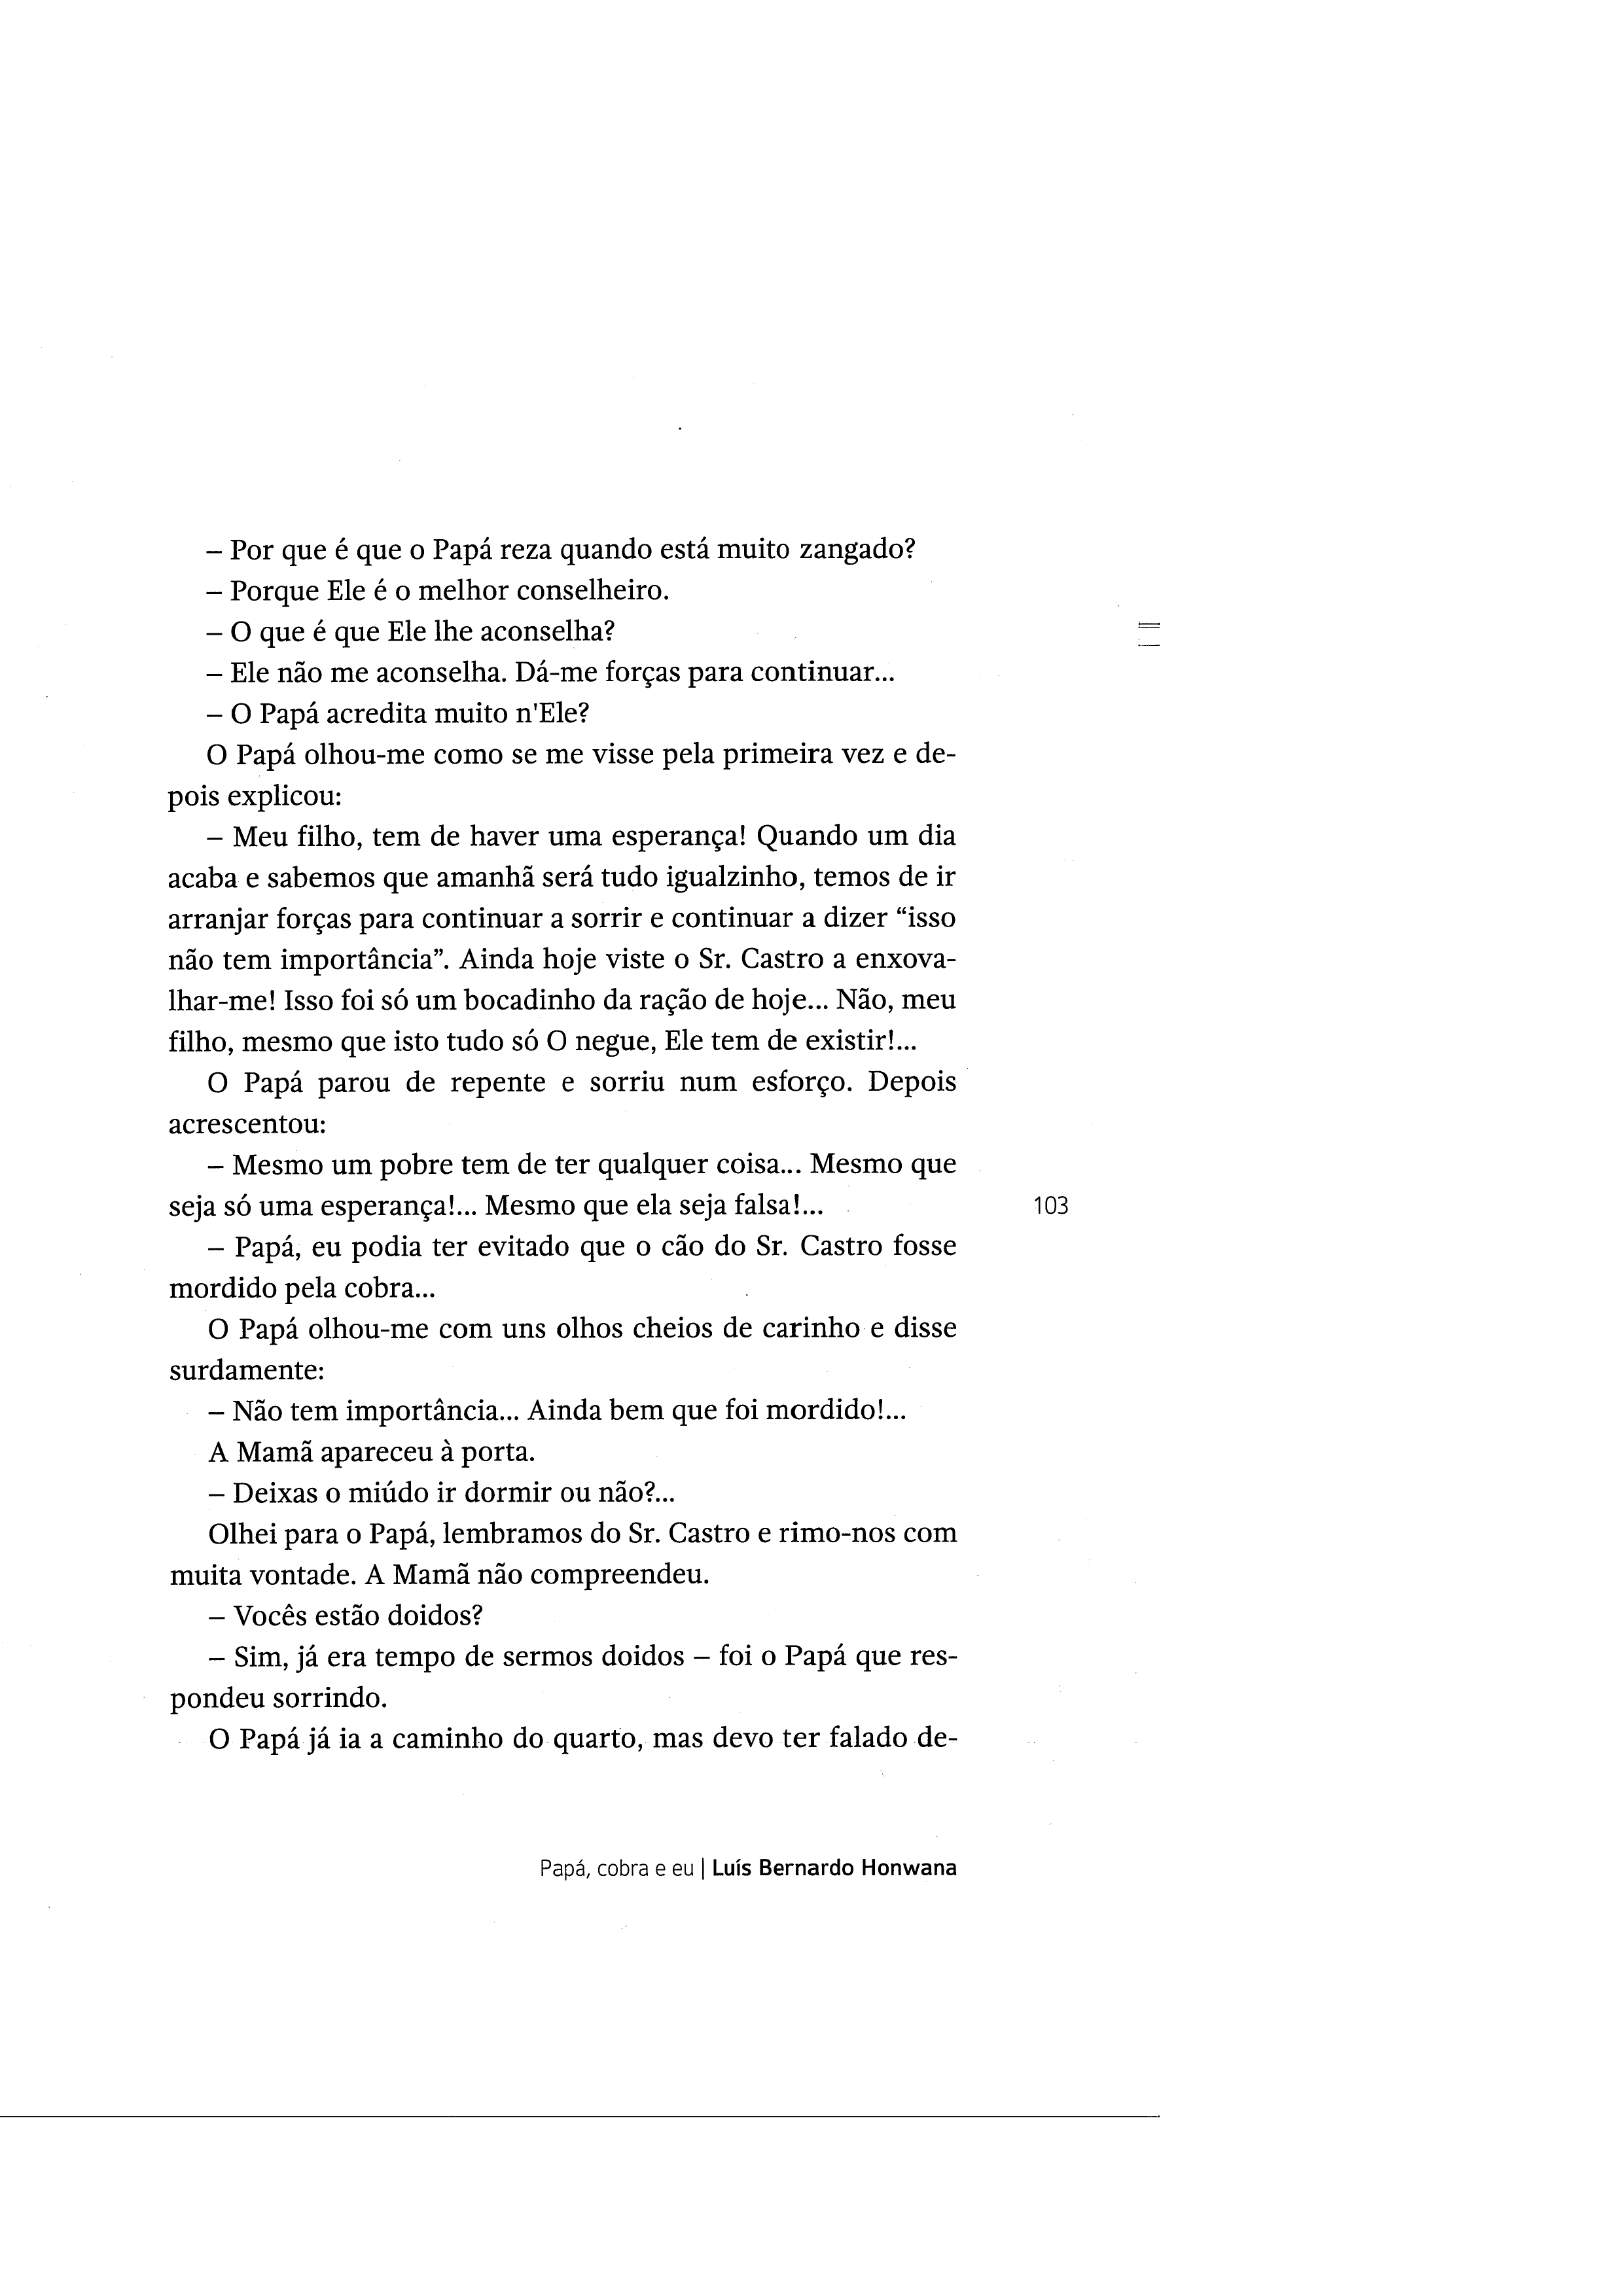 – Por que é que o Papá reza quando está muito zangado?
– Porque Ele é o melhor conselheiro.
– O que é que Ele lhe aconselha?
– Ele não me aconselha. Dá-me forças para continuar...
– O Papá acredita muito n'Ele?
O Papá olhou-me como se me visse pela primeira vez e de-
pois explicou:
– Meu filho, tem de haver uma esperança! Quando um dia
acaba e sabemos que amanhã será tudo igualzinho, temos de ir
arranjar forças para continuar a sorrir e continuar a dizer “isso
não tem importância”. Ainda hoje viste o Sr. Castro a enxova-
lhar-me! Isso foi só um bocadinho da ração de hoje... Não, meu
filho, mesmo que isto tudo só O negue, Ele tem de existir!...
O Papá parou de repente e sorriu num esforço. Depois
acrescentou:
– Mesmo um pobre tem de ter qualquer coisa... Mesmo que
seja só uma esperança!... Mesmo que ela seja falsa!...
103
– Papá, eu podia ter evitado que o cão do Sr. Castro fosse
mordido pela cobra...
O Papá olhou-me com uns olhos cheios de carinho e disse
surdamente:
– Não tem importância... Ainda bem que foi mordido!...
A Mamã apareceu à porta.
– Deixas o miúdo ir dormir ou não?...
Olhei para o Papá, lembramos do Sr. Castro e rimo-nos com
muita vontade. A Mamã não compreendeu.
– Vocês estão doidos?
– Sim, já era tempo de sermos doidos – foi o Papá que res-
pondeu sorrindo.
O Papá já ia a caminho do quarto, mas devo ter falado de-
Papá, cobra e eu | Luís Bernardo Honwana